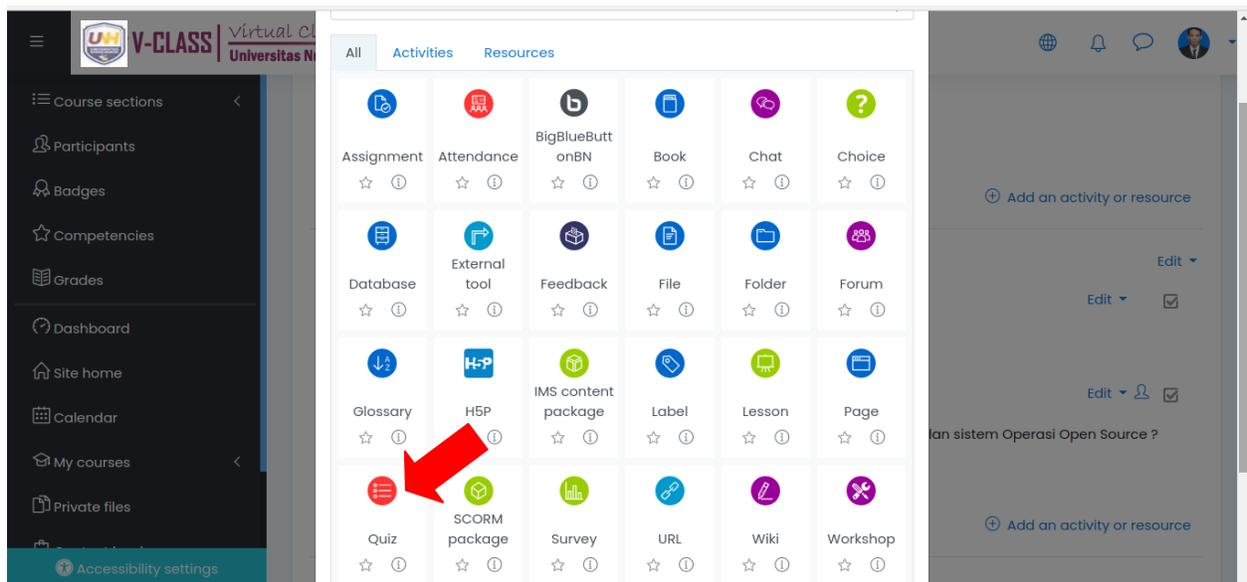 V-CLASS
Virtual Cl
Universitas N
Course sections
Participants
Badges
Competencies
Grades
Dashboard
Site home
Calendar
My courses
Private files
Accessibility settings
All Activities Resources
Assignment Attendance BigBlueButt
onBN Book Chat Choice
Database External
tool Feedback File Folder Forum
Glossary H5P IMS content
package Label Lesson Page
Quiz SCORM
package Survey URL Wiki Workshop
Add an activity or resource
Edit
Edit
Edit
lan sistem Operasi Open Source ?
Add an activity or resource